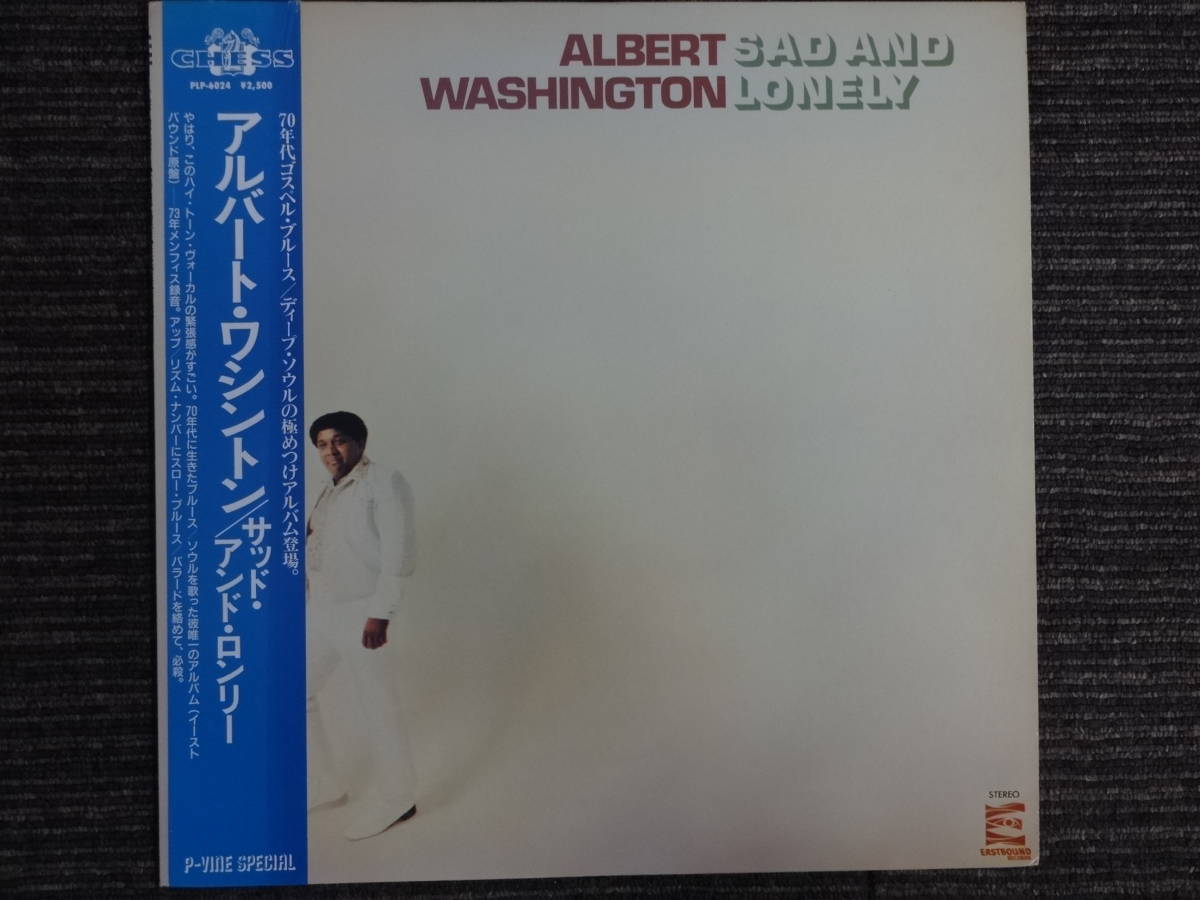 CHESS
PLP-6024 ¥2,500
70年代ゴスペル・ブルース/ディープ・ソウルの極めつけアルバム登場。
アルバート・ワシントン/サッド・
アンド・ロンリー
やはり、このハイ・トーン・ヴォーカルの緊張感がすごい。70年代に生きたブルース/ソウルを歌った彼唯一のアルバム(イースト
バウンド原盤)──73年メンフィス録音。アップ/リズム・ナンバーにスロー・ブルース/バラードを絡めて、必殺。
P-VINE SPECIAL
ALBERT SAD AND
WASHINGTON LONELY
STEREO
EASTBOUND
RECORDS